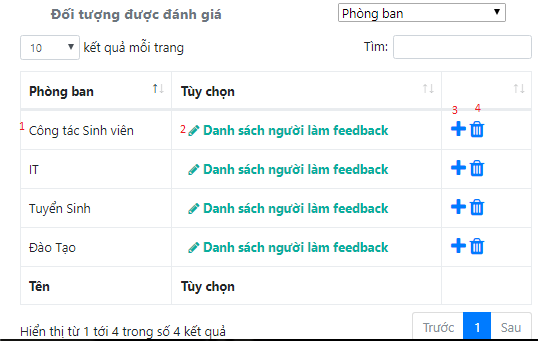 Đối tượng được đánh giá Phòng ban
10 kết quả mỗi trang Tìm:
Phòng ban Tùy chọn
3 4
1 Công tác Sinh viên 2 Danh sách người làm feedback
IT Danh sách người làm feedback
Tuyển Sinh Danh sách người làm feedback
Đào Tạo Danh sách người làm feedback
Tên Tùy chọn
Hiển thị từ 1 tới 4 trong số 4 kết quả Trước 1 Sau